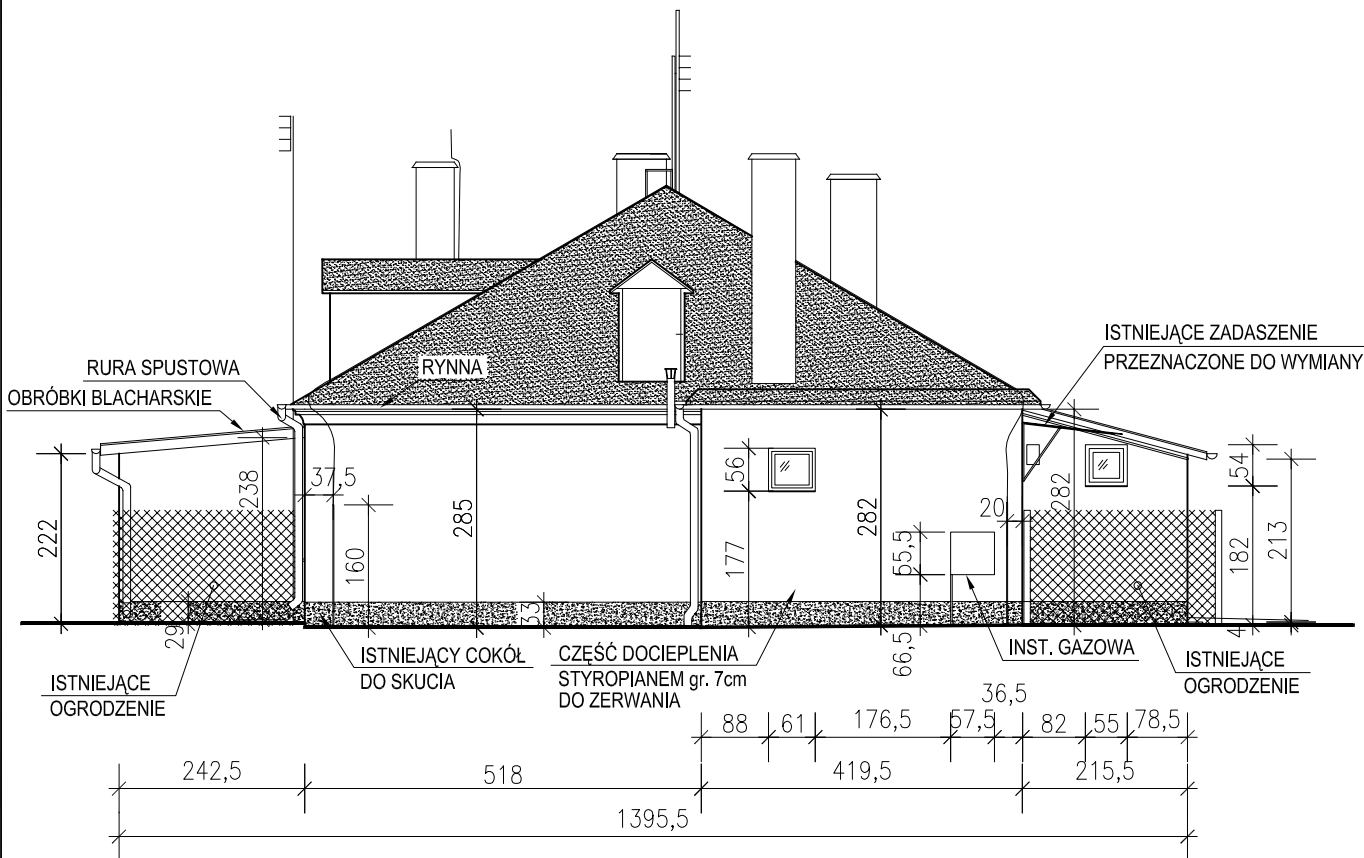 ISTNIEJĄCE ZADASZENIE
PRZEZNACZONE DO WYMIANY
RURA SPUSTOWA
RYNNA
OBRÓBKI BLACHARSKIE
222
238
37,5
160
285
56
177
282
55,5
20
282
54
182
213
29
33
66,5
4
ISTNIEJĄCE
OGRODZENIE
ISTNIEJĄCY COKÓŁ
DO SKUCIA
CZĘŚĆ DOCIEPLENIA
STYROPIANEM gr. 7cm
DO ZERWANIA
INST. GAZOWA
ISTNIEJĄCE
OGRODZENIE
36,5
88 61 176,5 57,5 82 55 78,5
242,5 518 419,5 215,5
1395,5